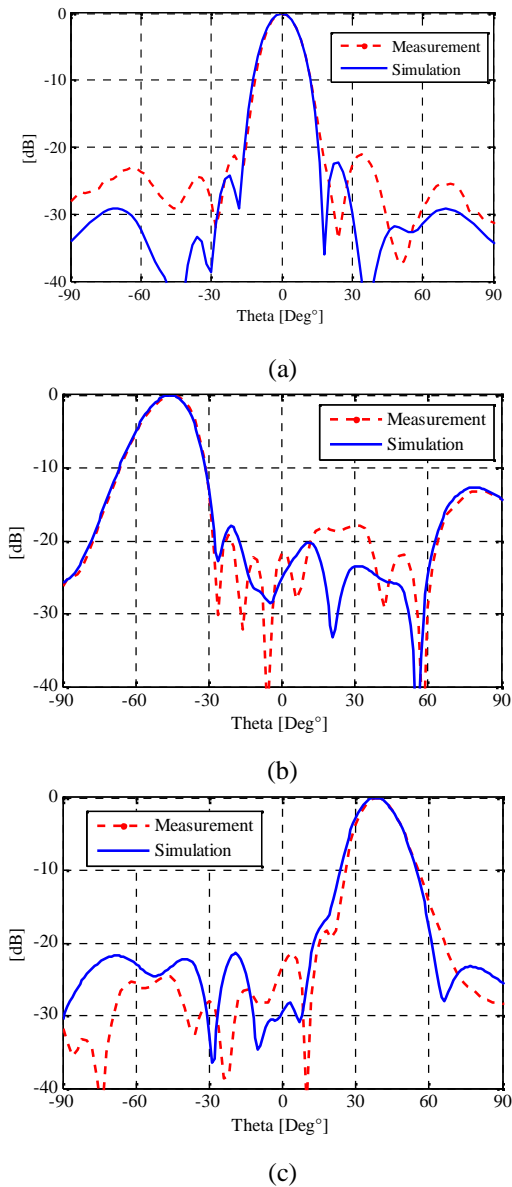 0
-10
-20
-30
-40
[dB]
Measurement
Simulation
-90 -60 -30 0 30 60 90
Theta [Deg°]
(a)
0
-10
-20
-30
-40
[dB]
Measurement
Simulation
-90 -60 -30 0 30 60 90
Theta [Deg°]
(b)
0
-10
-20
-30
-40
[dB]
Measurement
Simulation
-90 -60 -30 0 30 60 90
Theta [Deg°]
(c)